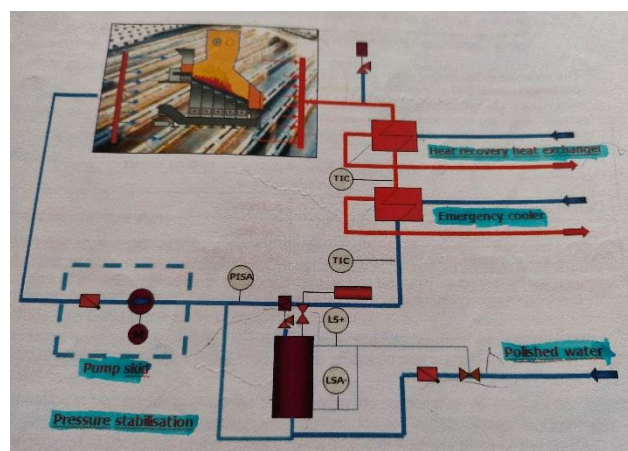 Heat recovery heat exchanger
TIC
Emergency cooler
TIC
PISA
LS+
Polished water
Pump skid
LSA-
Pressure stabilisation